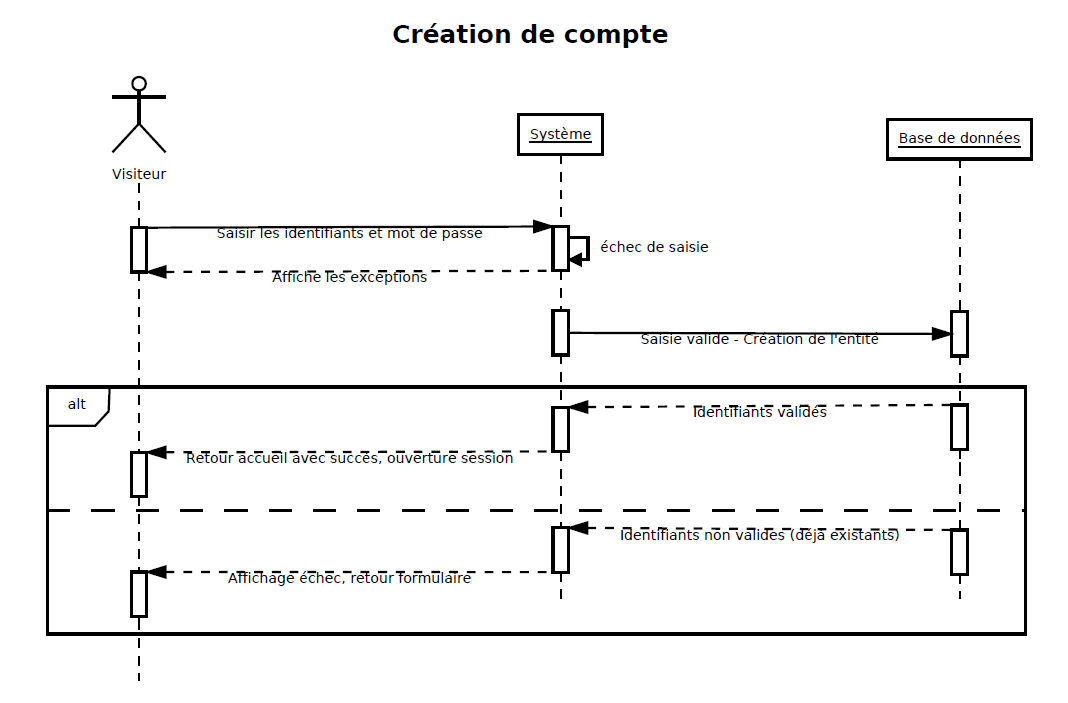 Création de compte
Visiteur
Système
Base de données
Saisir les identifiants et mot de passe
échec de saisie
Affiche les exceptions
Saisie valide - Création de l'entité
alt
Identifiants validés
Retour accueil avec succès, ouverture session
Identifiants non valides (déjà existants)
Affichage échec, retour formulaire